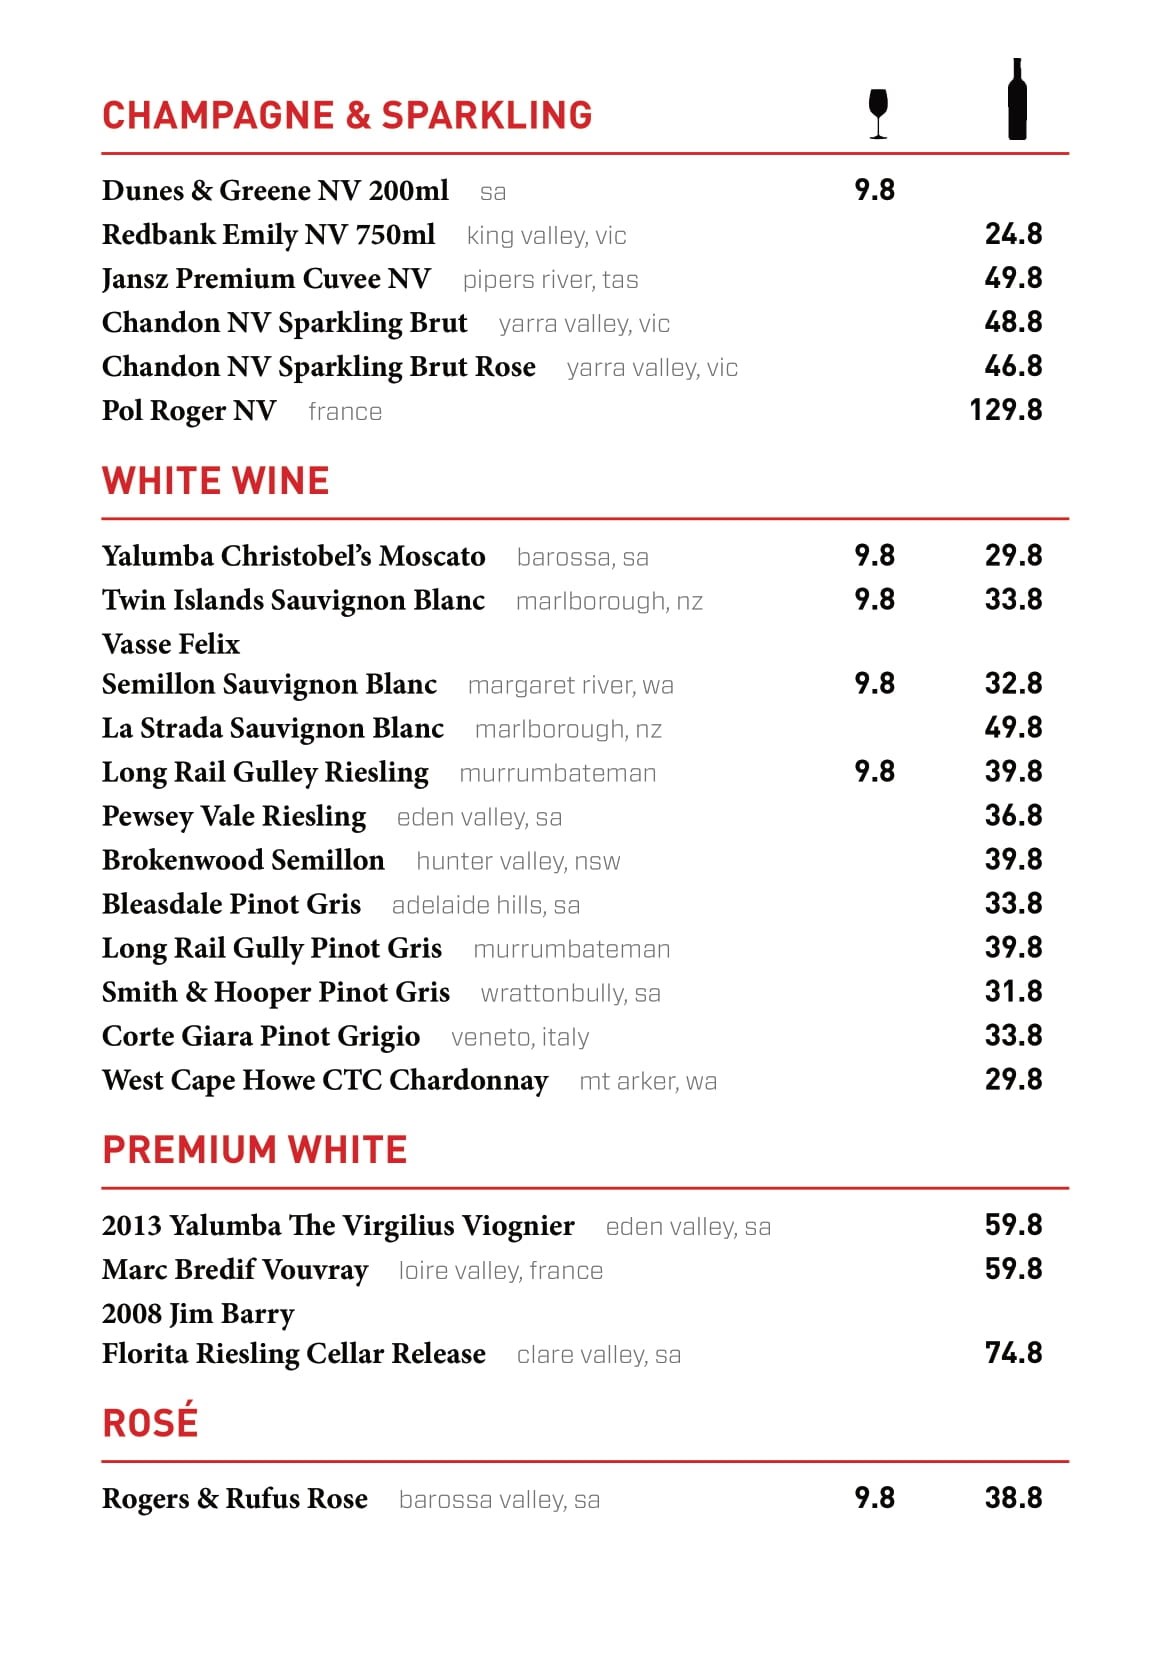 CHAMPAGNE & SPARKLING
Dunes & Greene NV 200ml sa 9.8
Redbank Emily NV 750ml king valley, vic 24.8
Jansz Premium Cuvee NV pipers river, tas 49.8
Chandon NV Sparkling Brut yarra valley, vic 48.8
Chandon NV Sparkling Brut Rose yarra valley, vic 46.8
Pol Roger NV france 129.8
WHITE WINE
Yalumba Christobel’s Moscato barossa, sa 9.8 29.8
Twin Islands Sauvignon Blanc marlborough, nz 9.8 33.8
Vasse Felix
Semillon Sauvignon Blanc margaret river, wa 9.8 32.8
La Strada Sauvignon Blanc marlborough, nz 49.8
Long Rail Gulley Riesling murrumbateman 9.8 39.8
Pewsey Vale Riesling eden valley, sa 36.8
Brokenwood Semillon hunter valley, nsw 39.8
Bleasdale Pinot Gris adelaide hills, sa 33.8
Long Rail Gully Pinot Gris murrumbateman 39.8
Smith & Hooper Pinot Gris wrattonbully, sa 31.8
Corte Giara Pinot Grigio veneto, italy 33.8
West Cape Howe CTC Chardonnay mt arker, wa 29.8
PREMIUM WHITE
2013 Yalumba The Virgilius Viognier eden valley, sa 59.8
Marc Bredif Vouvray loire valley, france 59.8
2008 Jim Barry
Florita Riesling Cellar Release clare valley, sa 74.8
ROSÉ
Rogers & Rufus Rose barossa valley, sa 9.8 38.8